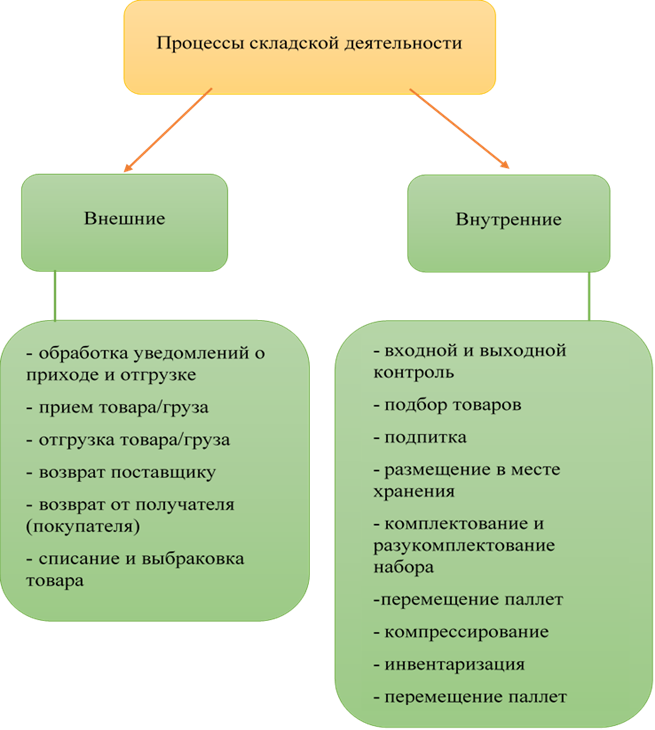 Процессы складской деятельности
Внешние
Внутренние
- обработка уведомлений о
приходе и отгрузке
- прием товара/груза
- отгрузка товара/груза
- возврат поставщику
- возврат от получателя
(покупателя)
- списание и выбраковка
товара
- входной и выходной
контроль
- подбор товаров
- подпитка
- размещение в месте
хранения
- комплектование и
разукомплектование
набора
-перемещение паллет
- компрессирование
- инвентаризация
- перемещение паллет